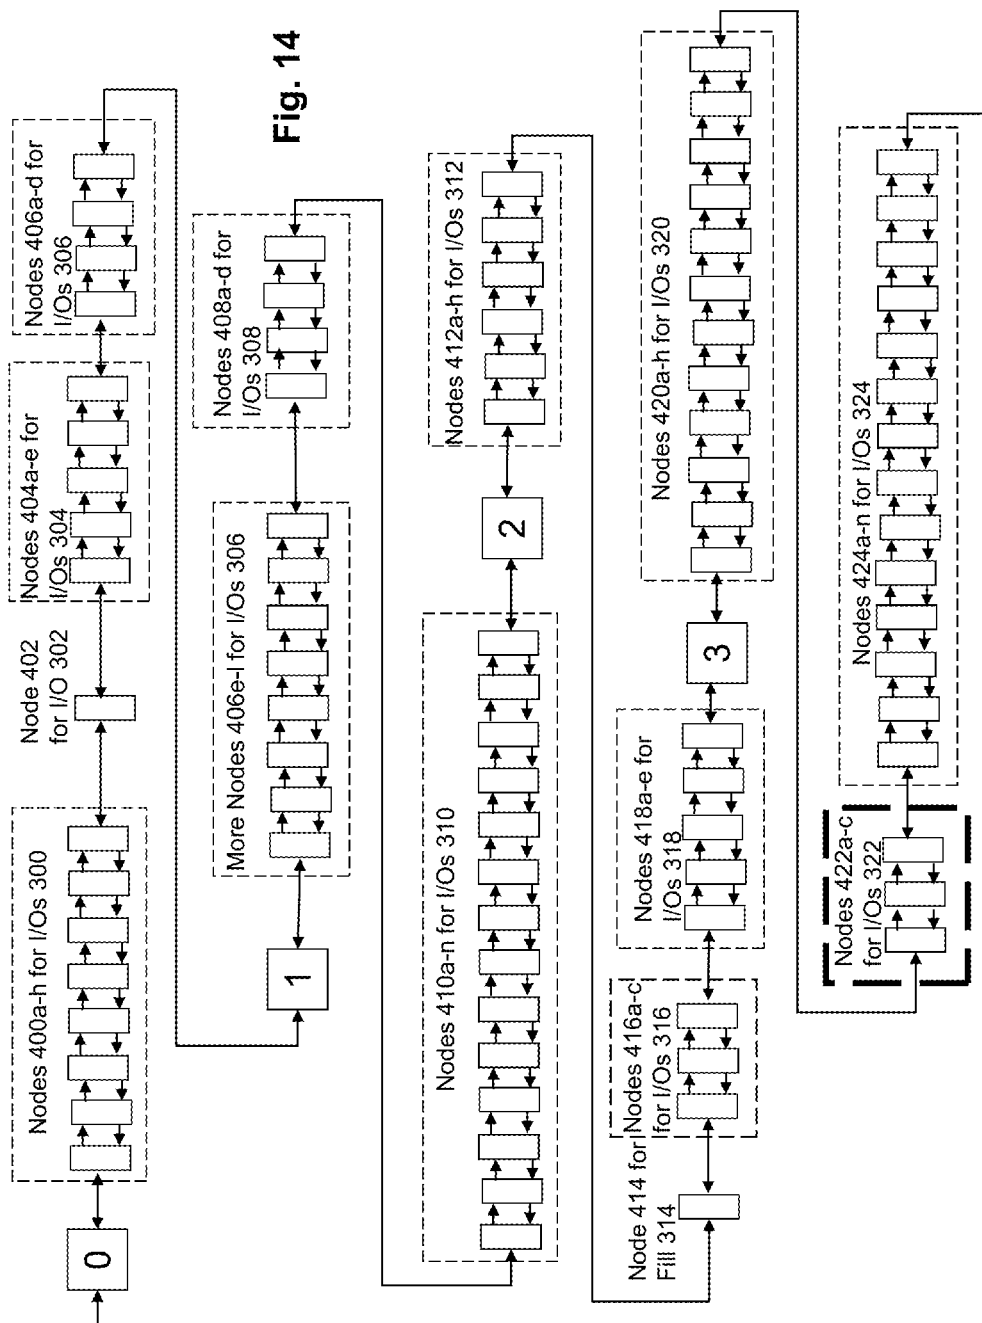 0
Nodes 400a-h for I/Os 300
Node 402
for I/O 302
Nodes 404a-e for
I/Os 304
Nodes 406a-d for
I/Os 306
1
More Nodes 406e-l for I/Os 306
Nodes 408a-d for
I/Os 308
Fig. 14
Nodes 410a-n for I/Os 310
2
Nodes 412a-h for I/Os 312
Node 414 for
Fill 314
Nodes 416a-c
for I/Os 316
Nodes 418a-e for
I/Os 318
3
Nodes 420a-h for I/Os 320
Nodes 422a-c
for I/Os 322
Nodes 424a-n for I/Os 324